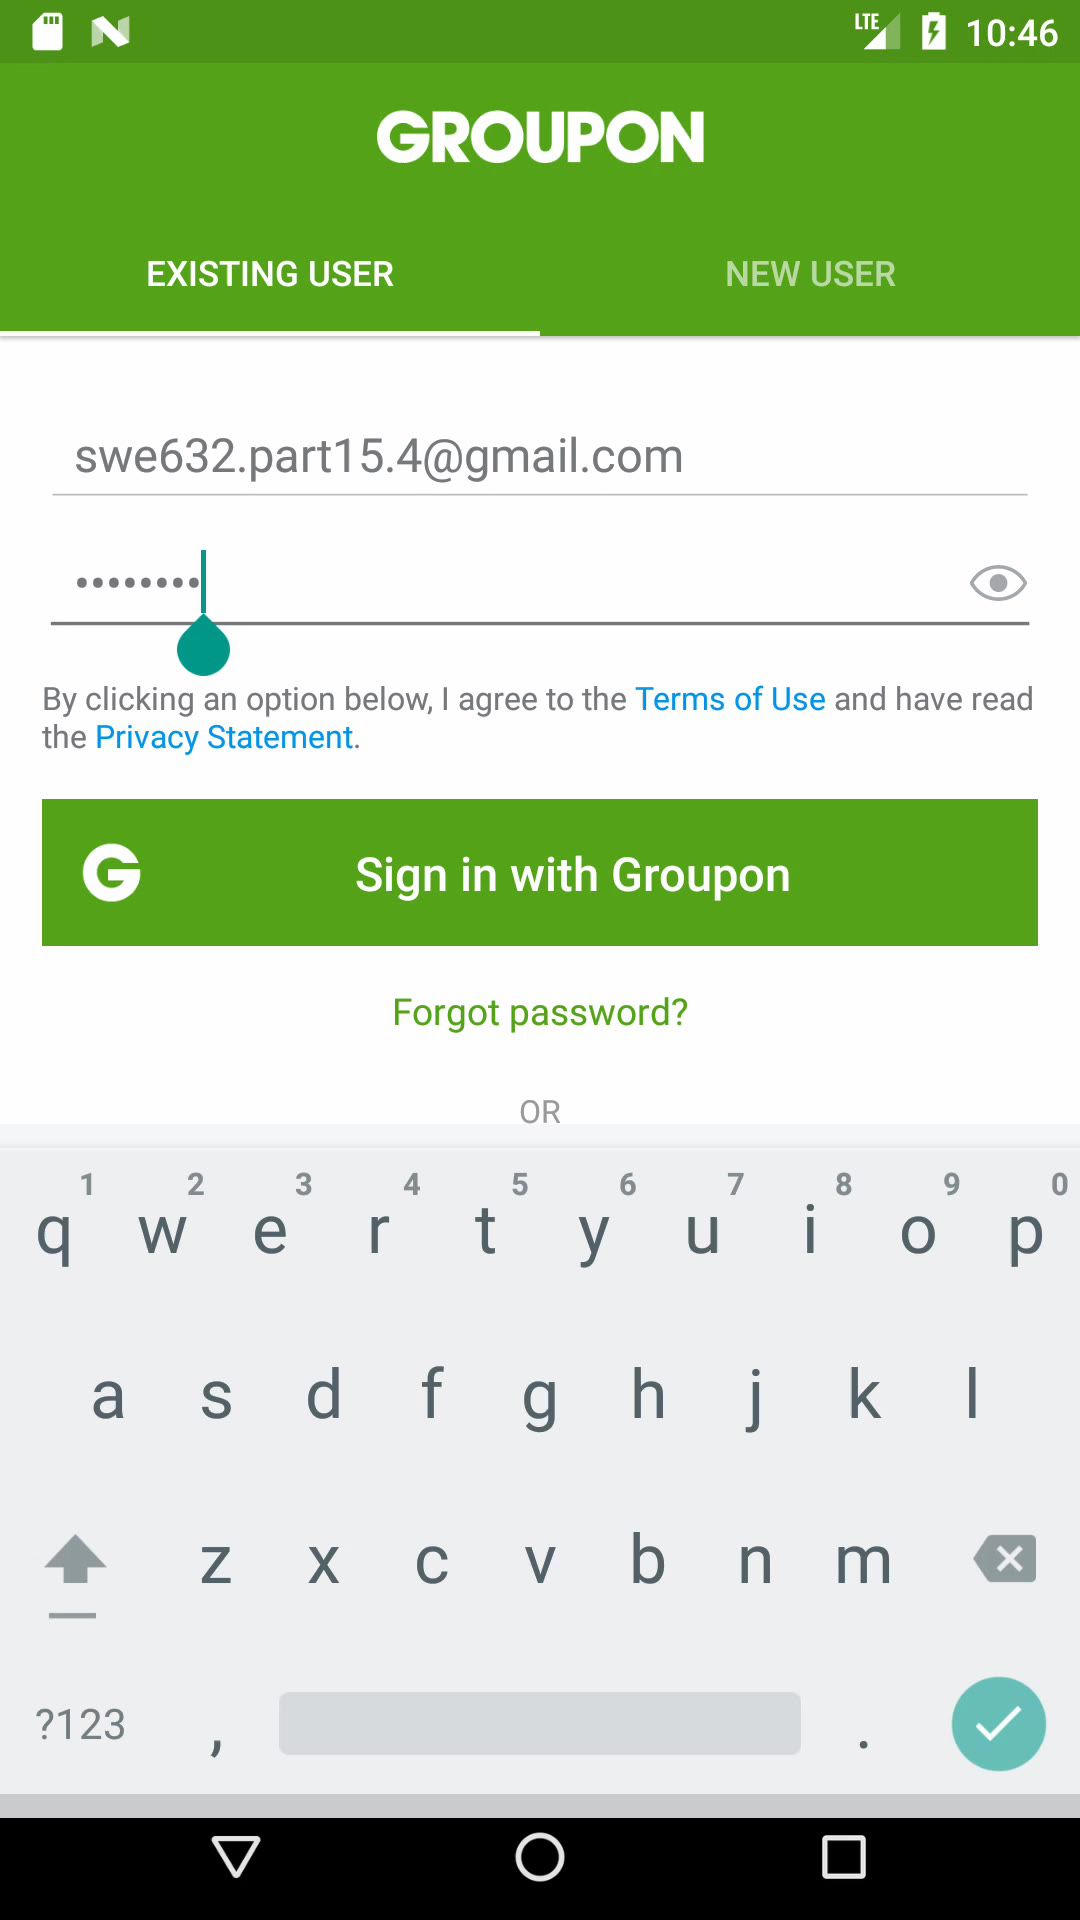 LTE 10:46
GROUPON
EXISTING USER NEW USER
swe632.part15.4@gmail.com
••••••••
By clicking an option below, I agree to the Terms of Use and have read
the Privacy Statement.
G Sign in with Groupon
Forgot password?
OR
1 2 3 4 5 6 7 8 9 0
q w e r t y u i o p
a s d f g h j k l
z x c v b n m
?123 , .